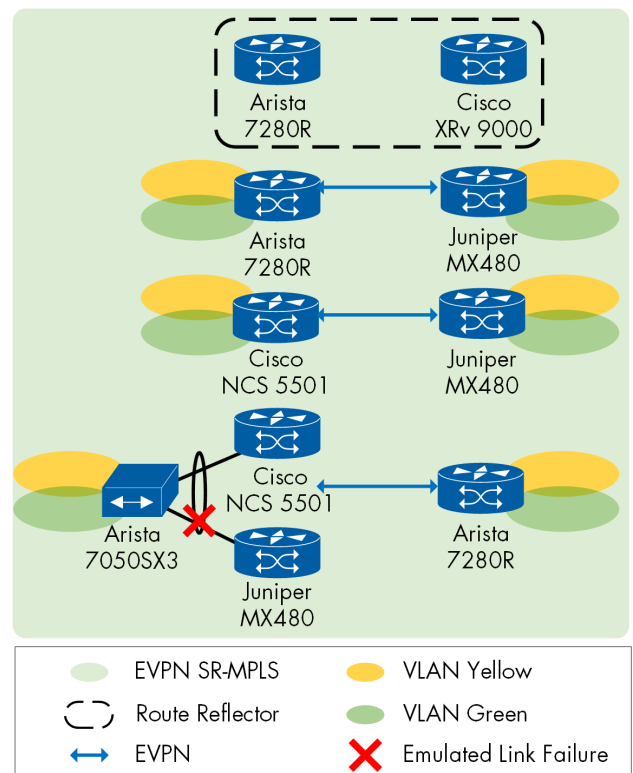 Arista
7280R
Cisco
XRv 9000
Arista
7280R
Juniper
MX480
Cisco
NCS 5501
Juniper
MX480
Cisco
NCS 5501
Arista
7050SX3
Arista
7280R
Juniper
MX480
EVPN SR-MPLS
VLAN Yellow
Route Reflector
VLAN Green
EVPN
Emulated Link Failure